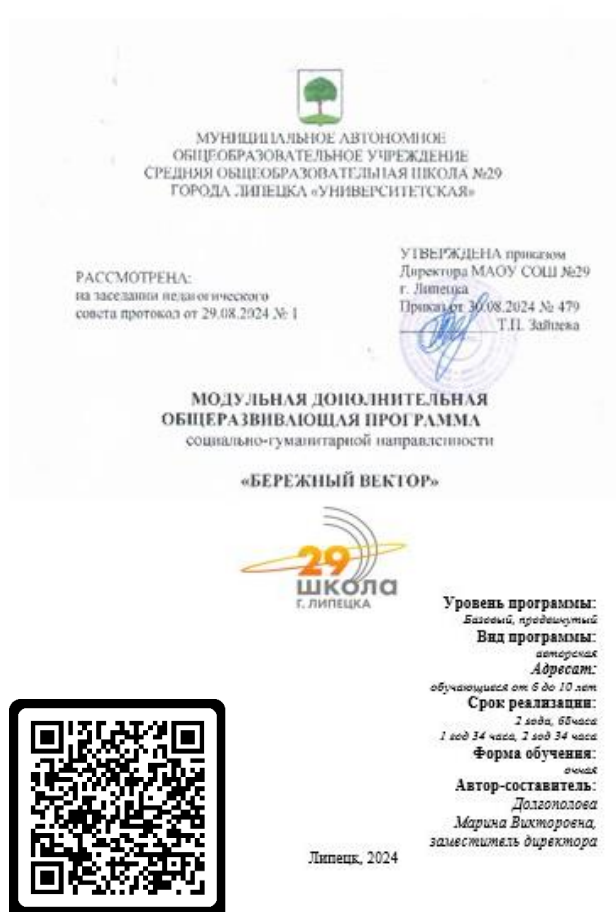 МУНИЦИПАЛЬНОЕ АВТОНОМНОЕ
ОБЩЕОБРАЗОВАТЕЛЬНОЕ УЧРЕЖДЕНИЕ
СРЕДНЯЯ ОБЩЕОБРАЗОВАТЕЛЬНАЯ ШКОЛА №29
ГОРОДА ЛИПЕЦКА «УНИВЕРСИТЕТСКАЯ»
РАССМОТРЕНА:
на заседании педагогического
совета протокол от 29.08.2024 № 1
УТВЕРЖДЕНА приказом
Директора МАОУ СОШ №29
г. Липецка
Приказ от 30.08.2024 № 479
Т.П. Зайцева
МОДУЛЬНАЯ ДОПОЛНИТЕЛЬНАЯ
ОБЩЕРАЗВИВАЮЩАЯ ПРОГРАММА
социально-гуманитарной направленности
«БЕРЕЖНЫЙ ВЕКТОР»
29
школа
г. ЛИПЕЦКА
Уровень программы:
Базовый, продвинутый
Вид программы:
авторская
Адресат:
обучающиеся от 6 до 10 лет
Срок реализации:
2 года, 68часа
1 год 34 часа, 2 год 34 часа
Форма обучения:
очная
Автор-составитель:
Долгополова
Марина Викторовна,
заместитель директора
Липецк, 2024